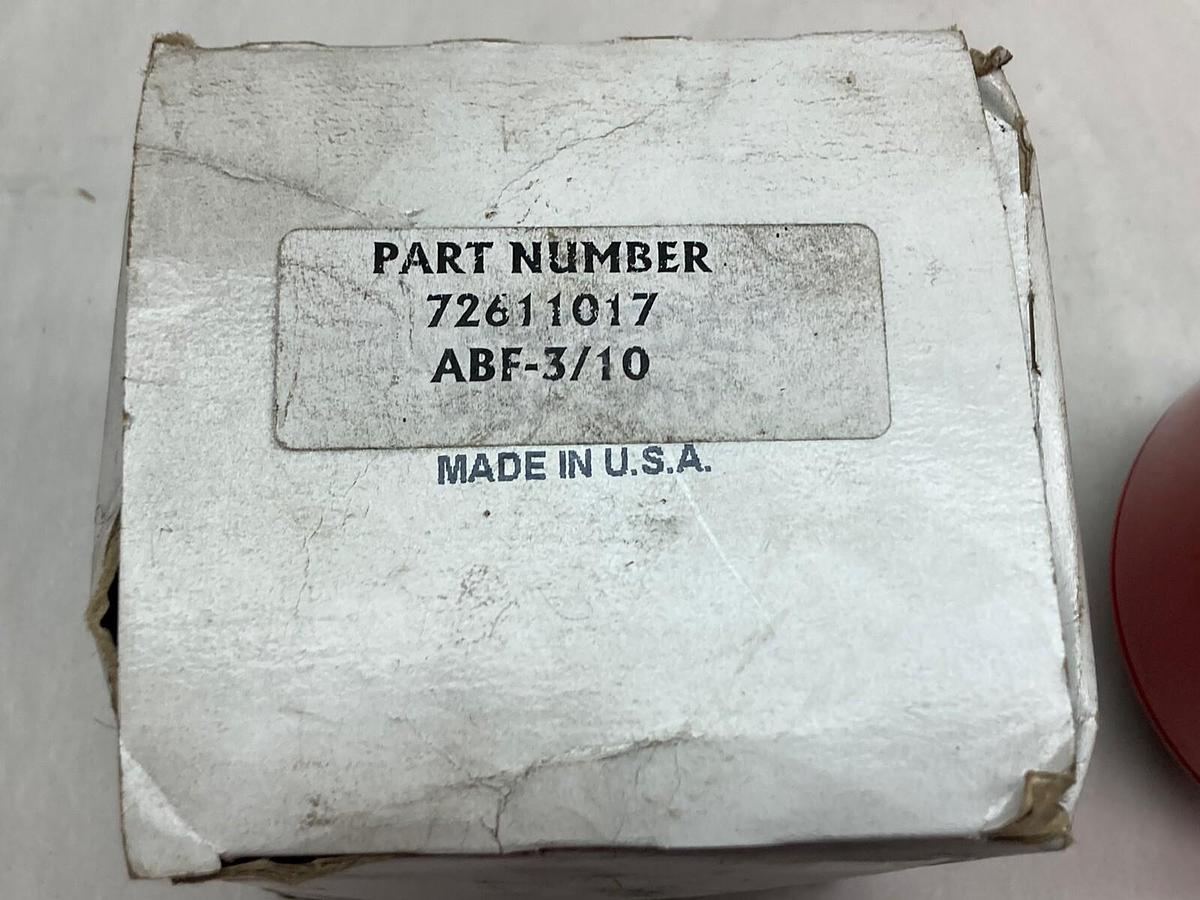 PART NUMBER
72611017
ABF-3/10
MADE IN U.S.A.